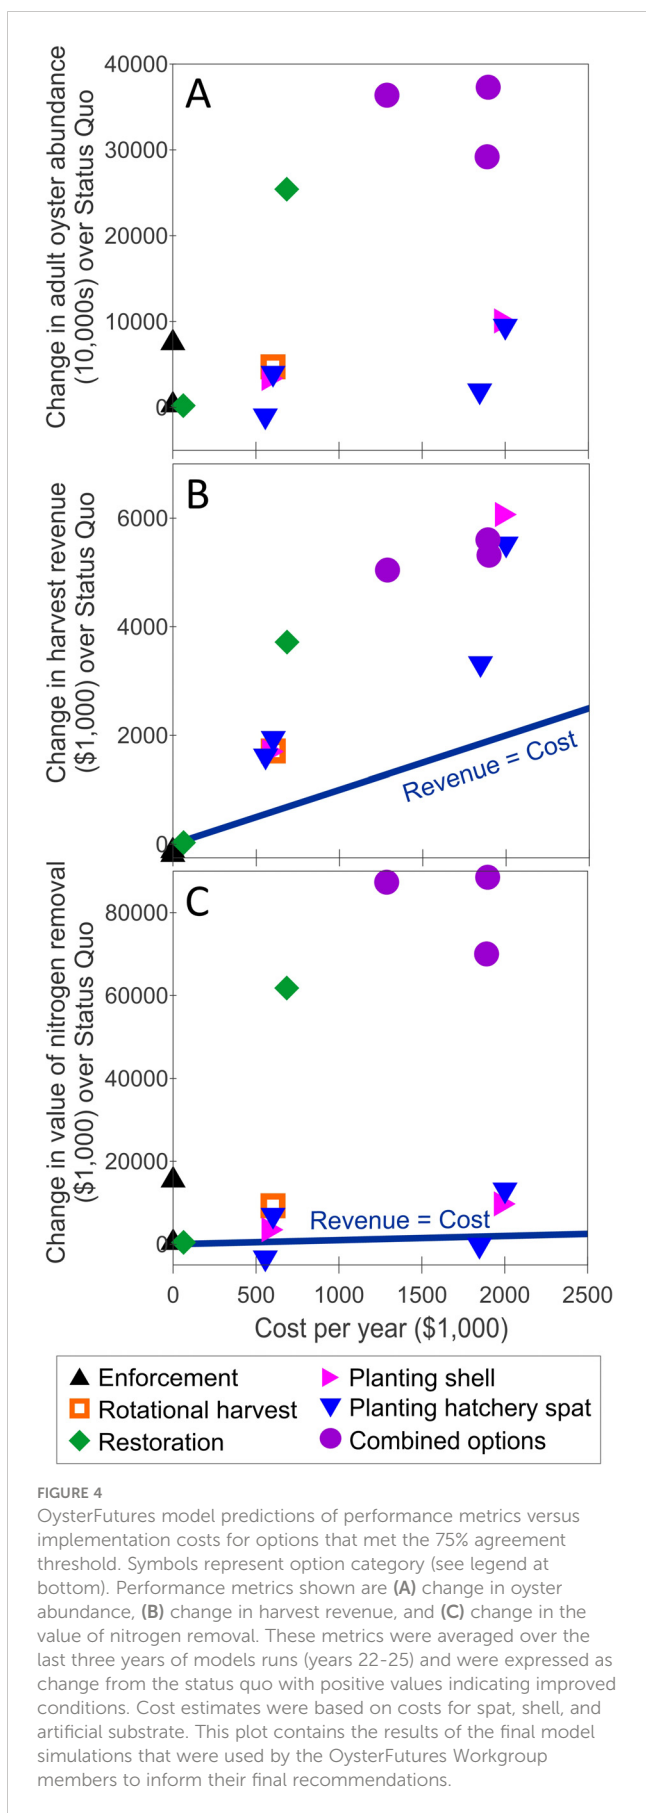 Change in adult oyster abundance
(10,000s) over Status Quo
40000
30000
20000
10000
0
A
Change in harvest revenue
($1,000) over Status Quo
6000
4000
2000
0
B
Revenue = Cost
Change in value of nitrogen removal
($1,000) over Status Quo
80000
60000
40000
20000
0
C
Revenue = Cost
0 500 1000 1500 2000 2500
Cost per year ($1,000)
Enforcement
Planting shell
Rotational harvest
Planting hatchery spat
Restoration
Combined options
FIGURE 4
OysterFutures model predictions of performance metrics versus
implementation costs for options that met the 75% agreement
threshold. Symbols represent option category (see legend at
bottom). Performance metrics shown are (A) change in oyster
abundance, (B) change in harvest revenue, and (C) change in the
value of nitrogen removal. These metrics were averaged over the
last three years of models runs (years 22-25) and were expressed as
change from the status quo with positive values indicating improved
conditions. Cost estimates were based on costs for spat, shell, and
artificial substrate. This plot contains the results of the final model
simulations that were used by the OysterFutures Workgroup
members to inform their final recommendations.